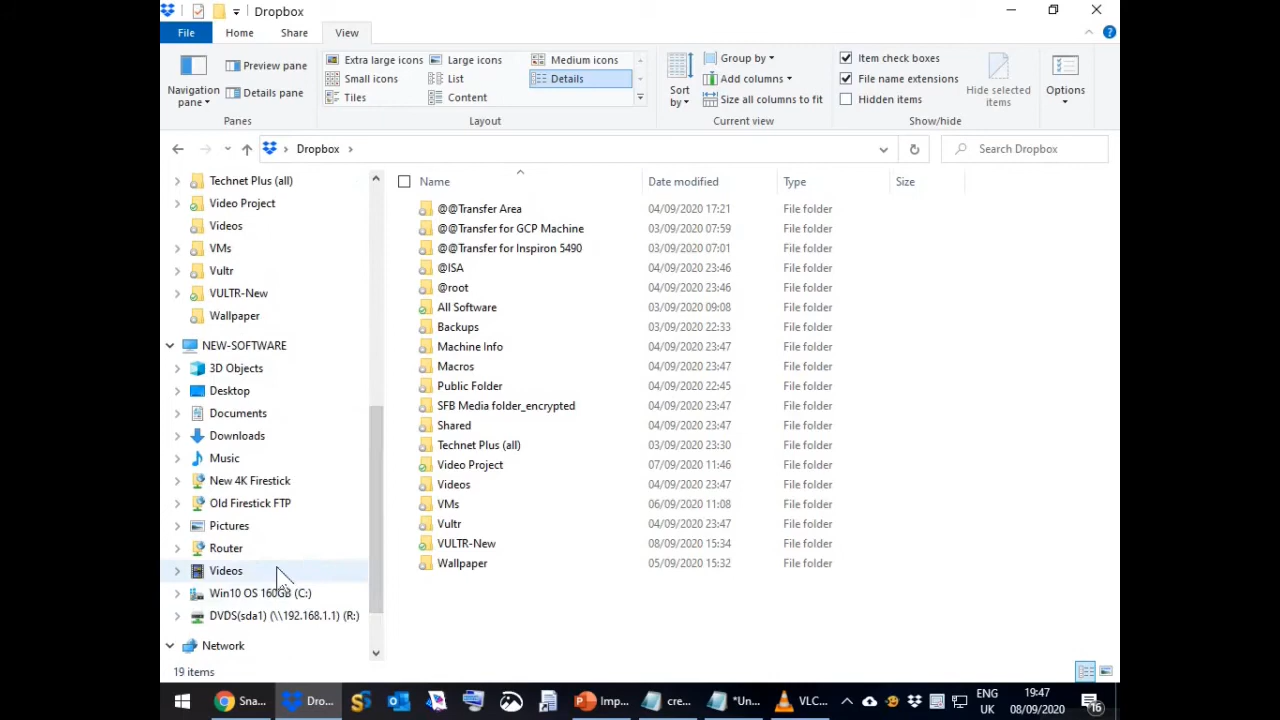 Dropbox
File Home Share View
Navigation pane
Preview pane
Details pane
Panes
Extra large icons Large icons Medium icons
Small icons List Details
Tiles Content
Layout
Sort by
Group by
Add columns
Size all columns to fit
Current view
Item check boxes
File name extensions
Hidden items
Hide selected items
Show/hide
Options
Dropbox
Search Dropbox
Technet Plus (all)
Video Project
Videos
VMs
Vultr
VULTR-New
Wallpaper
NEW-SOFTWARE
3D Objects
Desktop
Documents
Downloads
Music
New 4K Firestick
Old Firestick FTP
Pictures
Router
Videos
Win10 OS 160GB (C:)
DVDS(sda1) (\\192.168.1.1) (R:)
Network
Name Date modified Type Size
@@Transfer Area 04/09/2020 17:21 File folder
@@Transfer for GCP Machine 03/09/2020 07:59 File folder
@@Transfer for Inspiron 5490 03/09/2020 07:01 File folder
@ISA 04/09/2020 23:46 File folder
@root 04/09/2020 23:46 File folder
All Software 03/09/2020 09:08 File folder
Backups 03/09/2020 22:33 File folder
Machine Info 04/09/2020 23:47 File folder
Macros 04/09/2020 23:47 File folder
Public Folder 04/09/2020 22:45 File folder
SFB Media folder_encrypted 04/09/2020 23:47 File folder
Shared 04/09/2020 23:47 File folder
Technet Plus (all) 03/09/2020 23:30 File folder
Video Project 07/09/2020 11:46 File folder
Videos 04/09/2020 23:47 File folder
VMs 06/09/2020 11:08 File folder
Vultr 04/09/2020 23:47 File folder
VULTR-New 08/09/2020 15:34 File folder
Wallpaper 05/09/2020 15:32 File folder
19 items
Sna... Dro... Imp... cre... *Un... VLC...
ENG
UK
19:47
08/09/2020
16